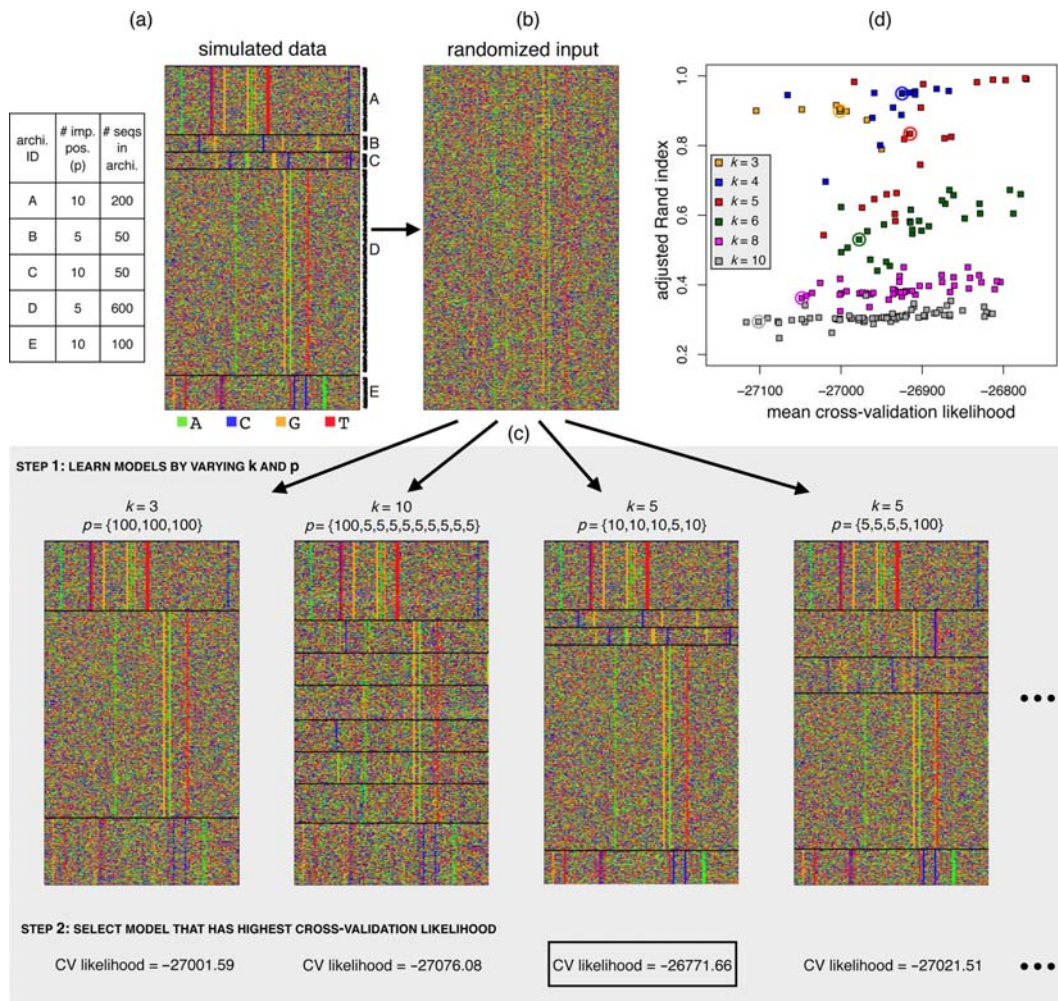 (a)
(b)
(d)
simulated data
randomized input
archi. ID
# imp. pos. (p)
# seqs in archi.
A 10 200
B 5 50
C 10 50
D 5 600
E 10 100
A
B
C
D
E
A C G T
adjusted Rand index
1.0
0.8
0.6
0.4
0.2
k = 3
k = 4
k = 5
k = 6
k = 8
k = 10
−27100 −27000 −26900 −26800
mean cross-validation likelihood
(c)
STEP 1: LEARN MODELS BY VARYING k AND p
k = 3
p = {100,100,100}
k = 10
p = {100,5,5,5,5,5,5,5,5,5,5}
k = 5
p = {10,10,10,5,10}
k = 5
p = {5,5,5,5,100}
•••
STEP 2: SELECT MODEL THAT HAS HIGHEST CROSS-VALIDATION LIKELIHOOD
CV likelihood = −27001.59
CV likelihood = −27076.08
CV likelihood = −26771.66
CV likelihood = −27021.51
•••